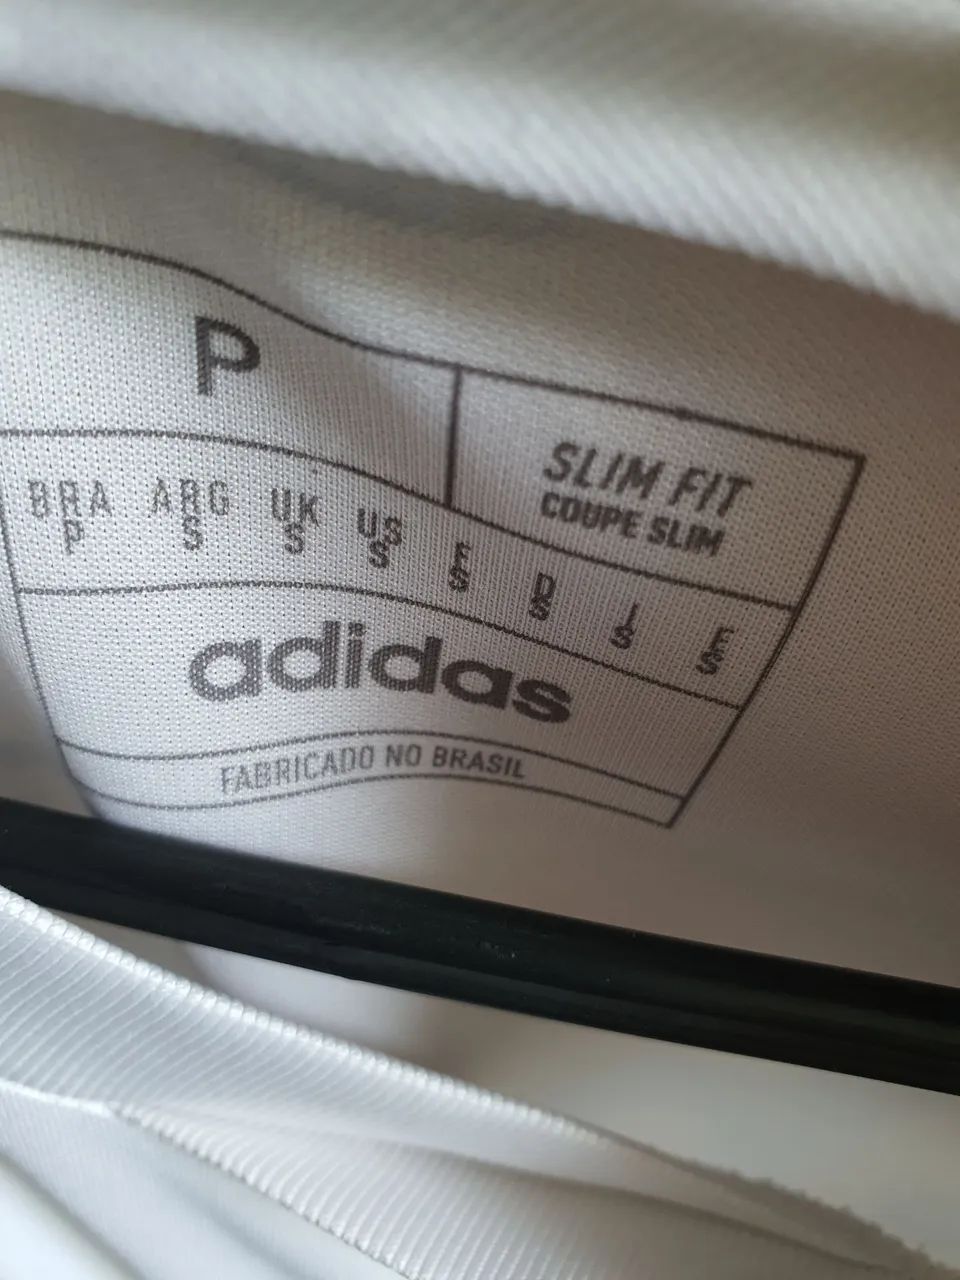 P
SLIM FIT
COUPE SLIM
BRA ARG UK US E D I F
P S S S S S S S
adidas
FABRICADO NO BRASIL